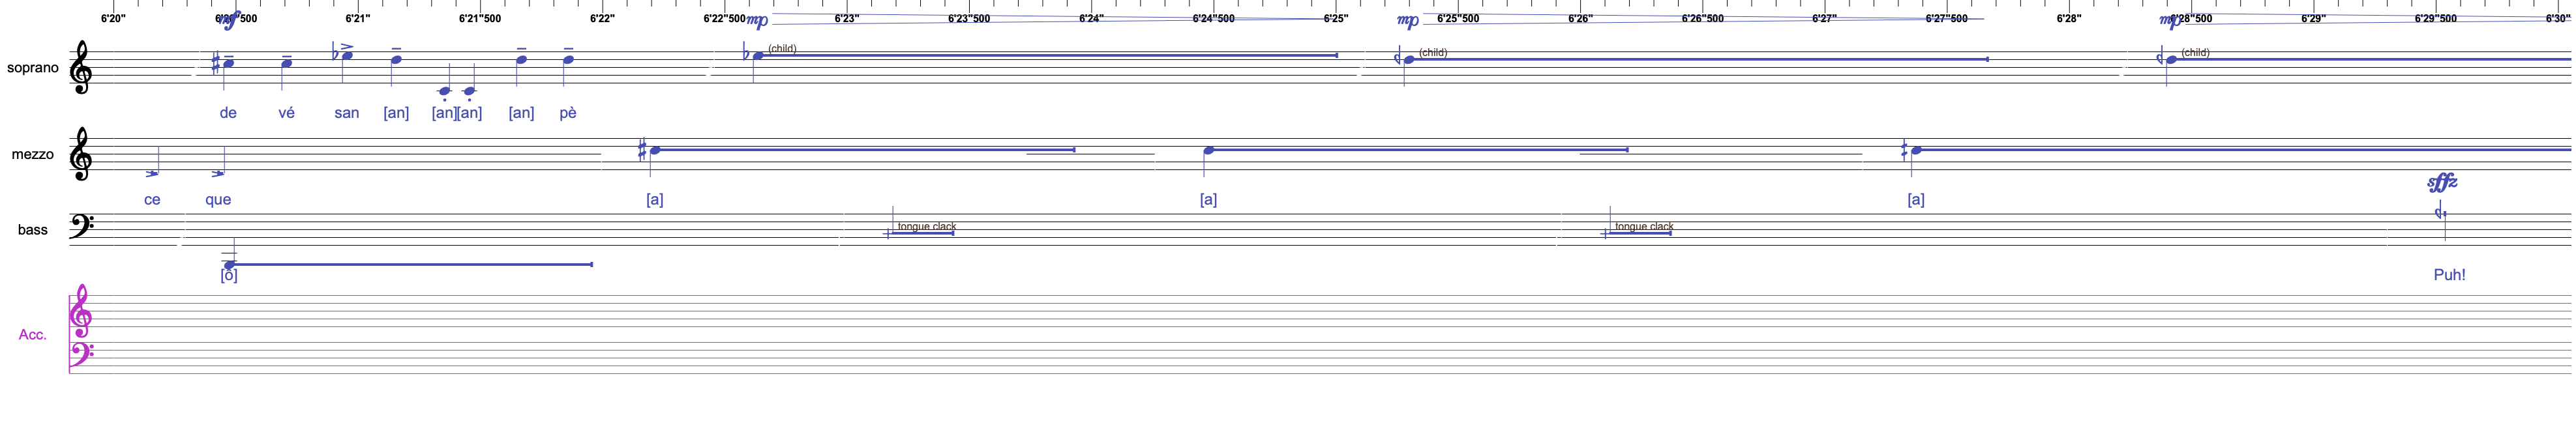 6'20" 6'20"500 6'21" 6'21"500 6'22" 6'22"500 6'23" 6'23"500 6'24" 6'24"500 6'25" 6'25"500 6'26" 6'26"500 6'27" 6'27"500 6'28" 6'28"500 6'29" 6'29"500 6'30"
mf mp mp mp
soprano (child) (child) (child)
de vé san [an] [an][an] [an] pè
mezzo
sffz
ce que [a] [a] [a]
bass tongue clack tongue clack
[ô] Puh!
Acc.